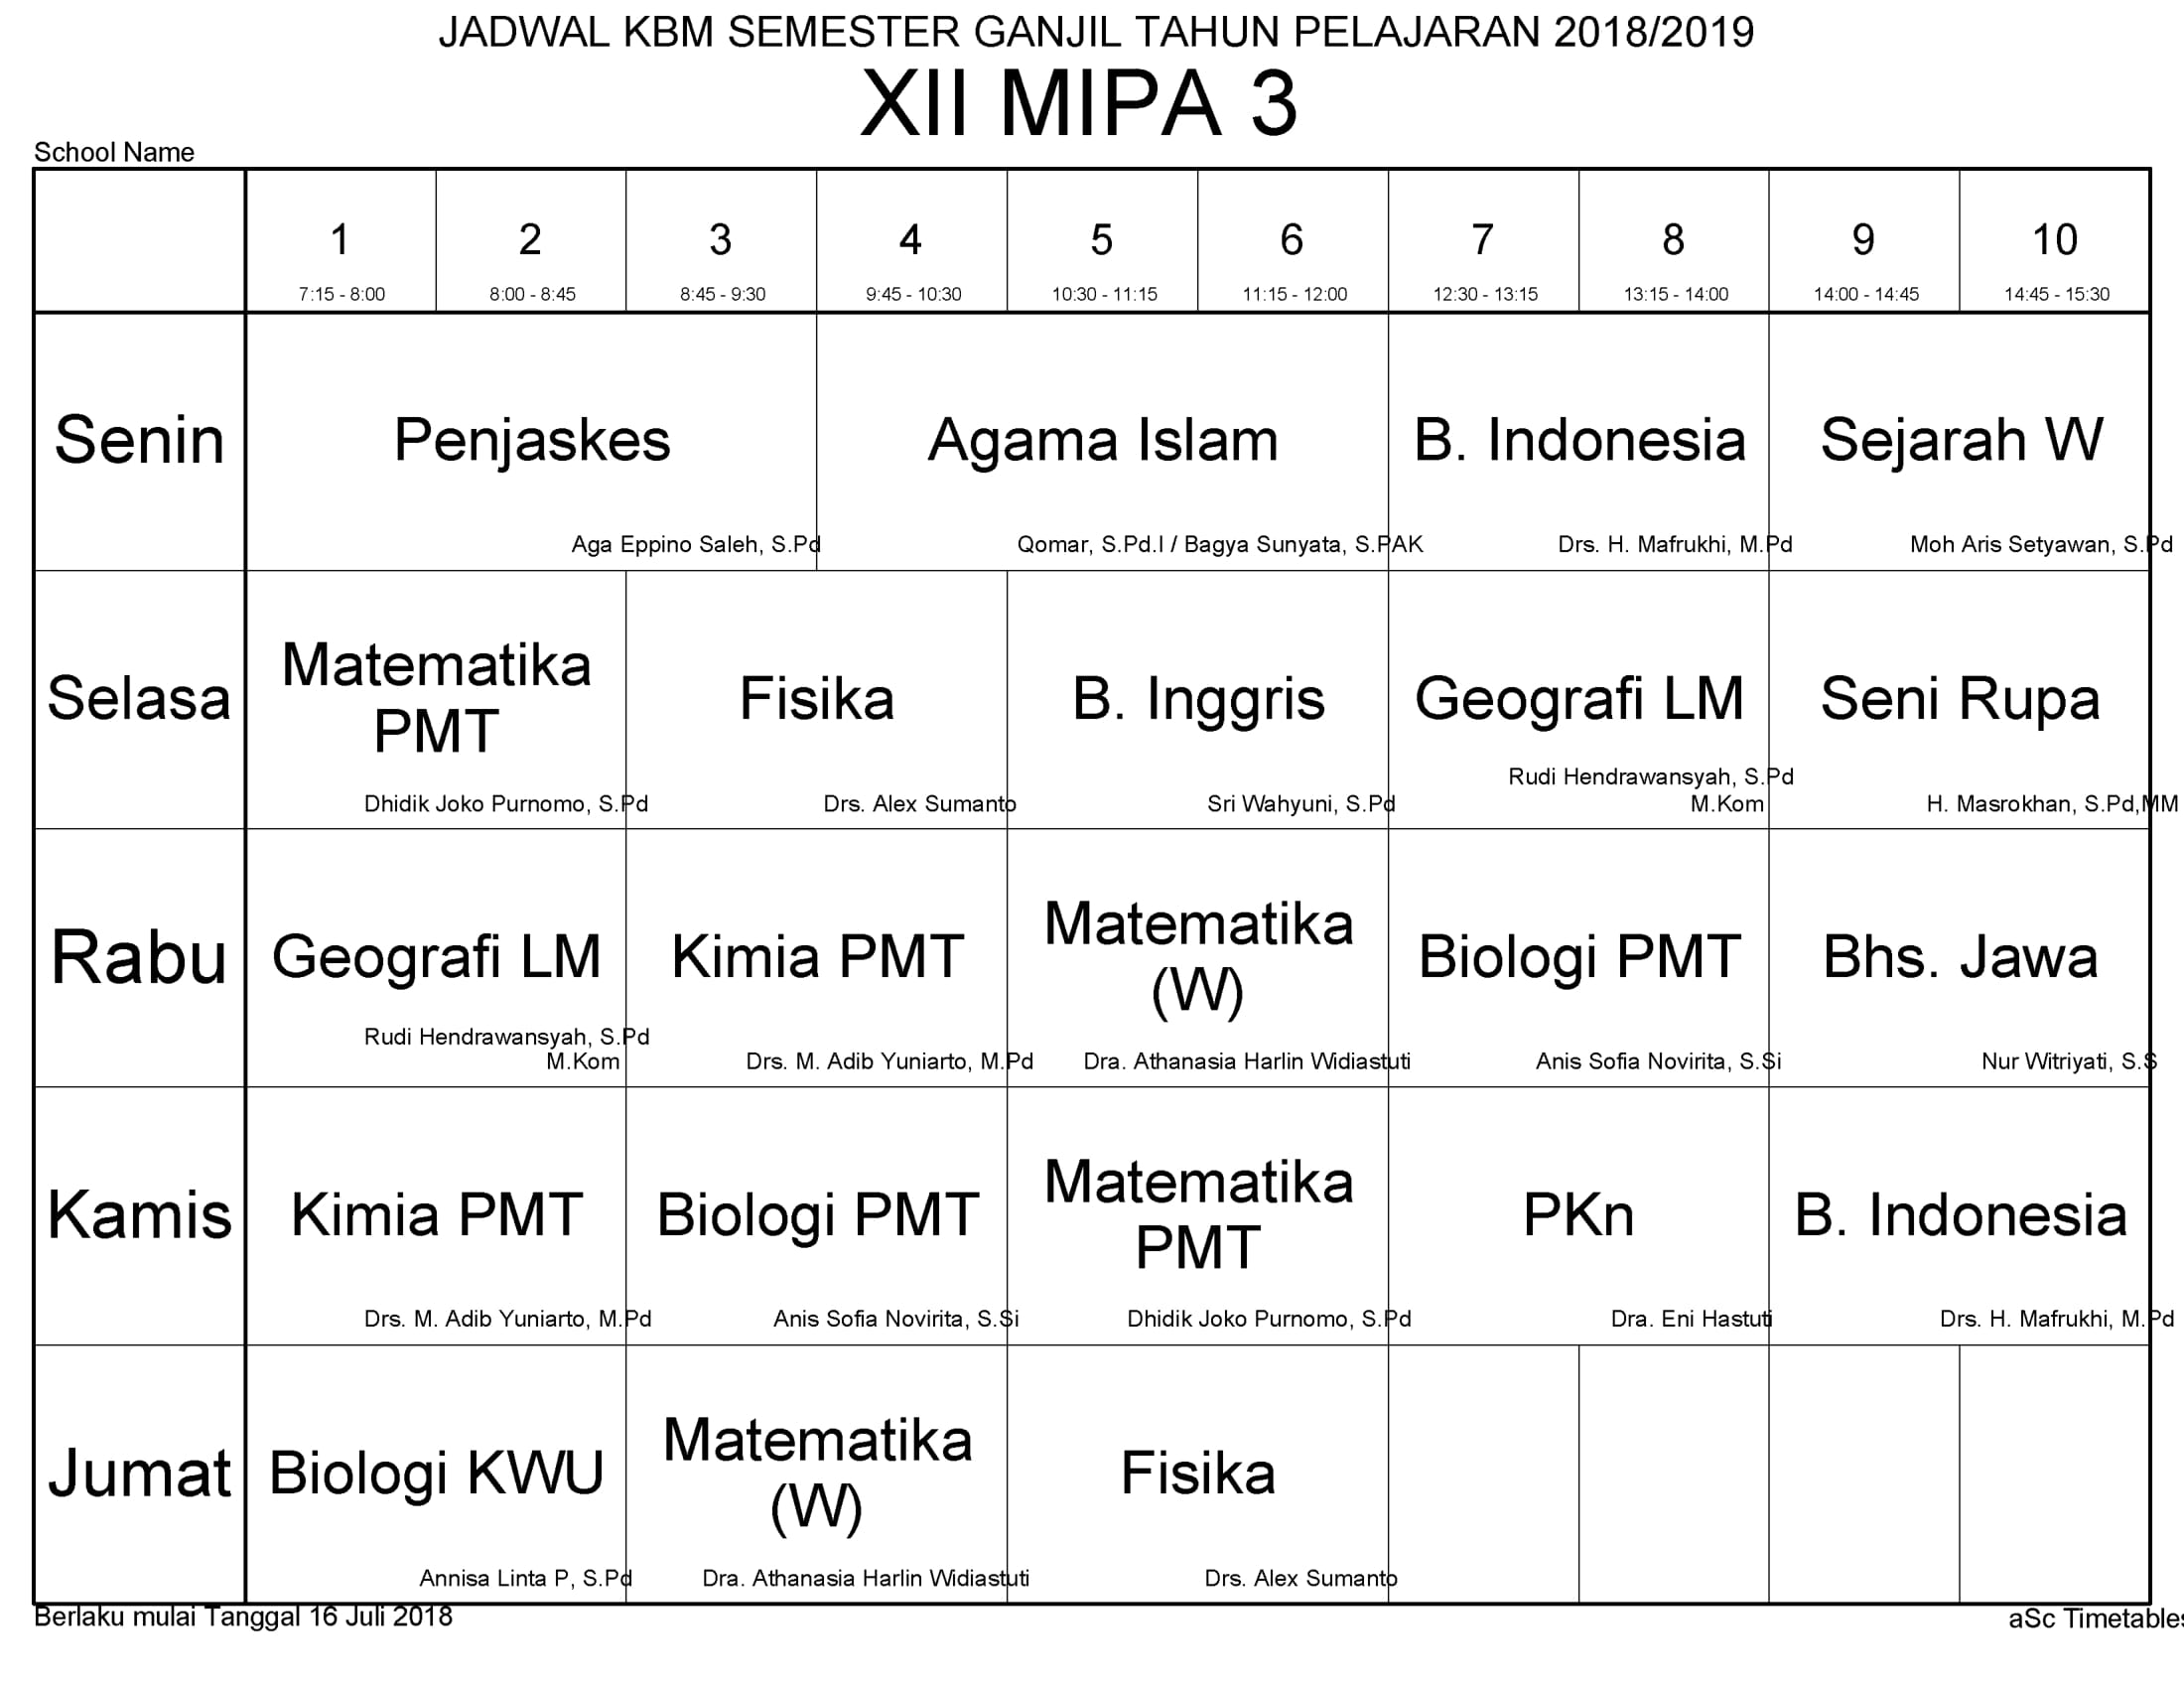 JADWAL KBM SEMESTER GANJIL TAHUN PELAJARAN 2018/2019
XII MIPA 3
School Name
1 2 3 4 5 6 7 8 9 10
7:15 - 8:00 8:00 - 8:45 8:45 - 9:30 9:45 - 10:30 10:30 - 11:15 11:15 - 12:00 12:30 - 13:15 13:15 - 14:00 14:00 - 14:45 14:45 - 15:30
Senin
Penjaskes
Aga Eppino Saleh, S.Pd
Agama Islam
Qomar, S.Pd.I / Bagya Sunyata, S.PAK
B. Indonesia
Drs. H. Mafrukhi, M.Pd
Sejarah W
Moh Aris Setyawan, S.Pd
Selasa
Matematika
PMT
Dhidik Joko Purnomo, S.Pd
Fisika
Drs. Alex Sumanto
B. Inggris
Sri Wahyuni, S.Pd
Geografi LM
Rudi Hendrawansyah, S.Pd
M.Kom
Seni Rupa
H. Masrokhan, S.Pd,MM
Rabu
Geografi LM
Rudi Hendrawansyah, S.Pd
M.Kom
Kimia PMT
Drs. M. Adib Yuniarto, M.Pd
Matematika
(W)
Dra. Athanasia Harlin Widiastuti
Biologi PMT
Anis Sofia Novirita, S.Si
Bhs. Jawa
Nur Witriyati, S.S
Kamis
Kimia PMT
Drs. M. Adib Yuniarto, M.Pd
Biologi PMT
Anis Sofia Novirita, S.Si
Matematika
PMT
Dhidik Joko Purnomo, S.Pd
PKn
Dra. Eni Hastuti
B. Indonesia
Drs. H. Mafrukhi, M.Pd
Jumat
Biologi KWU
Annisa Linta P, S.Pd
Matematika
(W)
Dra. Athanasia Harlin Widiastuti
Fisika
Drs. Alex Sumanto
Berlaku mulai Tanggal 16 Juli 2018
aSc Timetables